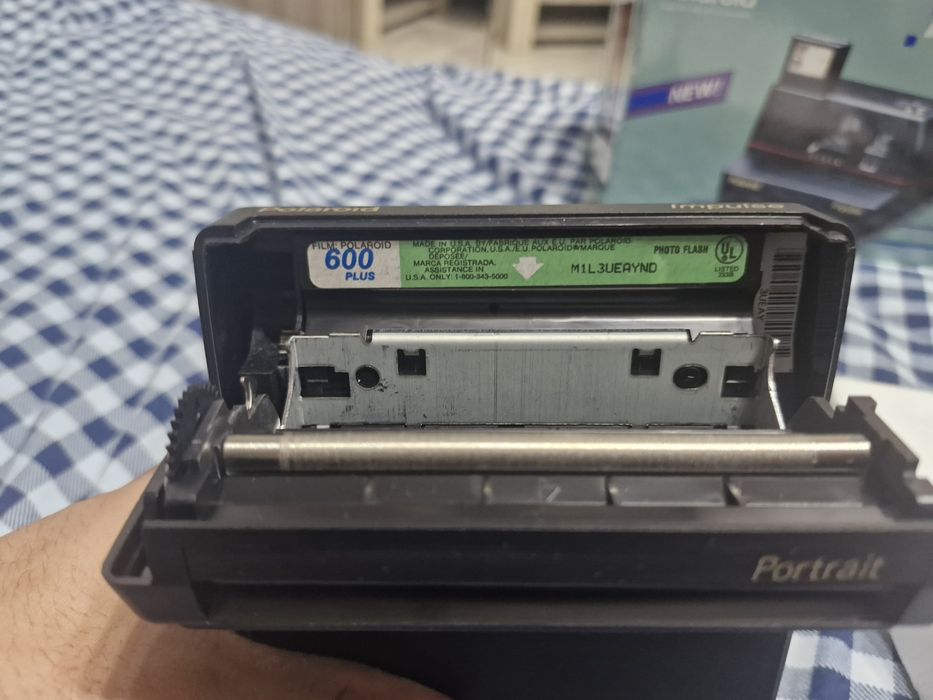 NEW!
Polaroid
Impulse
FILM: POLAROID
600
PLUS
MADE IN U.S.A. BY/FABRIQUE AUX E.U. PAR POLAROID
CORPORATION, U.S.A./E.U. POLAROID®MARQUE
DEPOSEE/
MARCA REGISTRADA.
ASSISTANCE IN
U.S.A. ONLY: 1-800-343-5000
M1L3UEAYND
PHOTO FLASH
UL
LISTED
3UEAY
Portrait